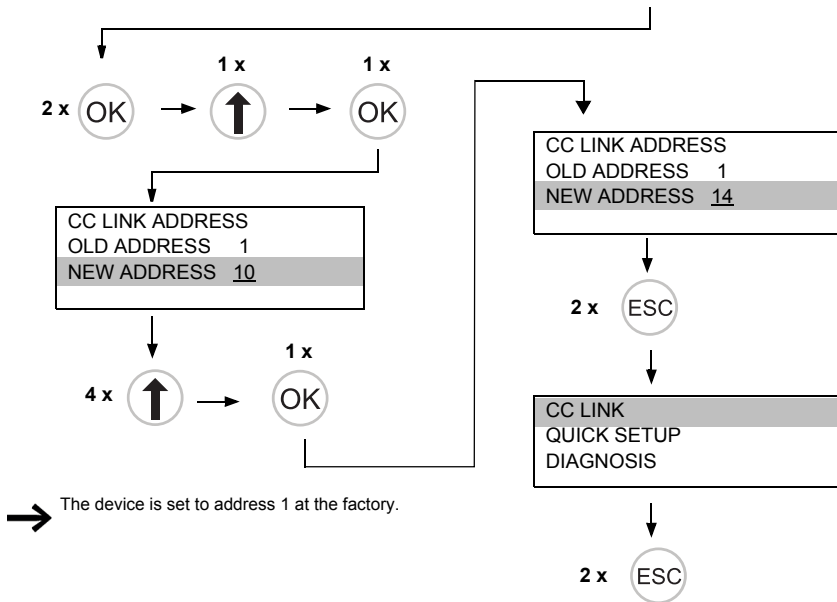 1 x
1 x
2 x OK
OK
CC LINK ADDRESS
OLD ADDRESS 1
NEW ADDRESS 10
4 x
1 x
OK
CC LINK ADDRESS
OLD ADDRESS 1
NEW ADDRESS 14
2 x ESC
CC LINK
QUICK SETUP
DIAGNOSIS
2 x ESC
The device is set to address 1 at the factory.